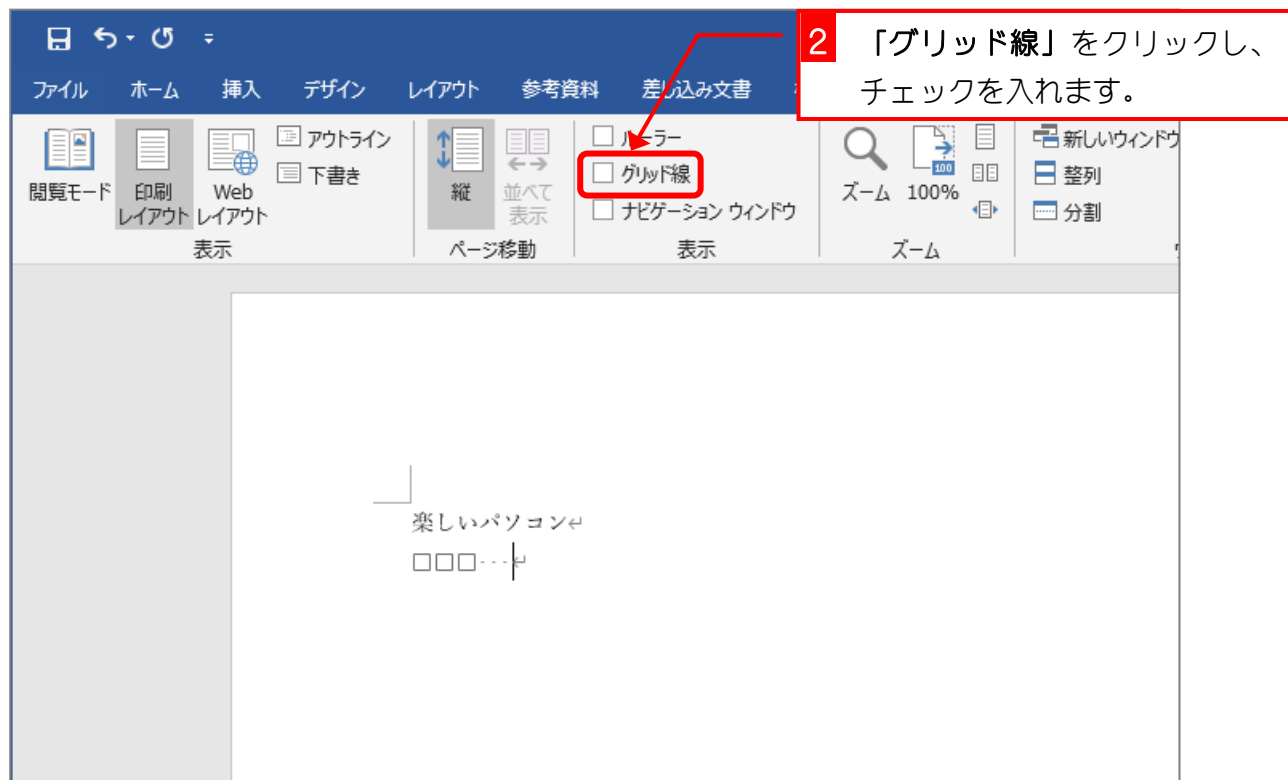 2 「グリッド線」をクリックし、
チェックを入れます。
ファイル ホーム 挿入 デザイン レイアウト 参考資料 差し込み文書
閲覧モード
印刷
レイアウト
Web
レイアウト
アウトライン
下書き
表示
縦
並べて
表示
ページ移動
ルーラー
グリッド線
ナビゲーション ウィンドウ
表示
ズーム
100
100%
ズーム
新しいウィンドウ
整列
分割
楽しいパソコン↵
□□□···↵